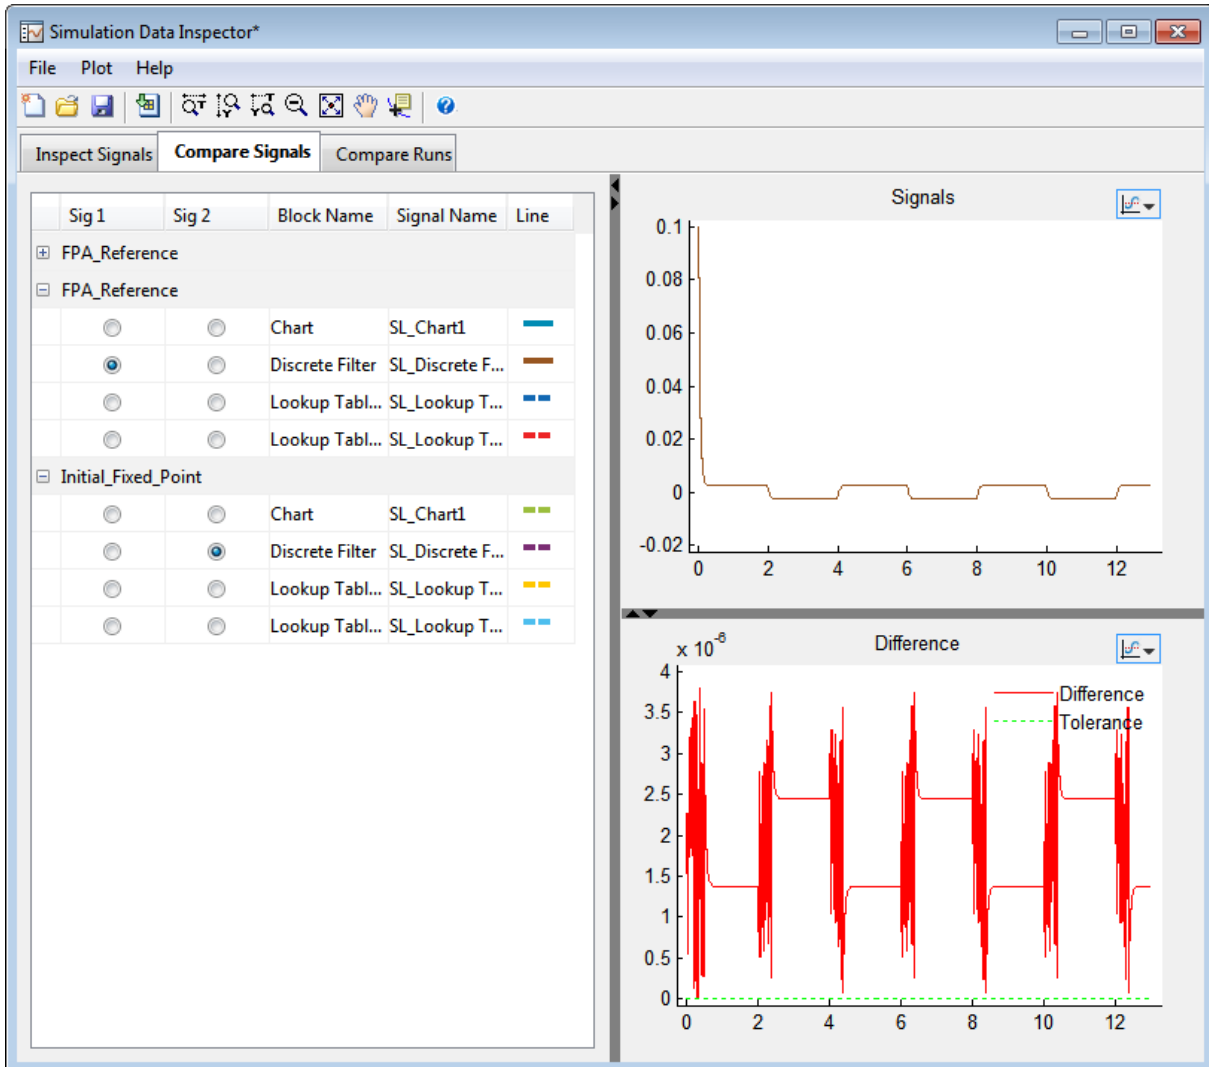 Simulation Data Inspector*
File Plot Help
Inspect Signals Compare Signals Compare Runs
Sig 1 Sig 2 Block Name Signal Name Line
FPA_Reference
FPA_Reference
Chart SL_Chart1
Discrete Filter SL_Discrete F...
Lookup Tabl... SL_Lookup T...
Lookup Tabl... SL_Lookup T...
Initial_Fixed_Point
Chart SL_Chart1
Discrete Filter SL_Discrete F...
Lookup Tabl... SL_Lookup T...
Lookup Tabl... SL_Lookup T...
Signals
0.1
0.08
0.06
0.04
0.02
0
-0.02
0 2 4 6 8 10 12
Difference
x 10^-6
4
3.5
3
2.5
2
1.5
1
0.5
0
0 2 4 6 8 10 12
Difference
Tolerance